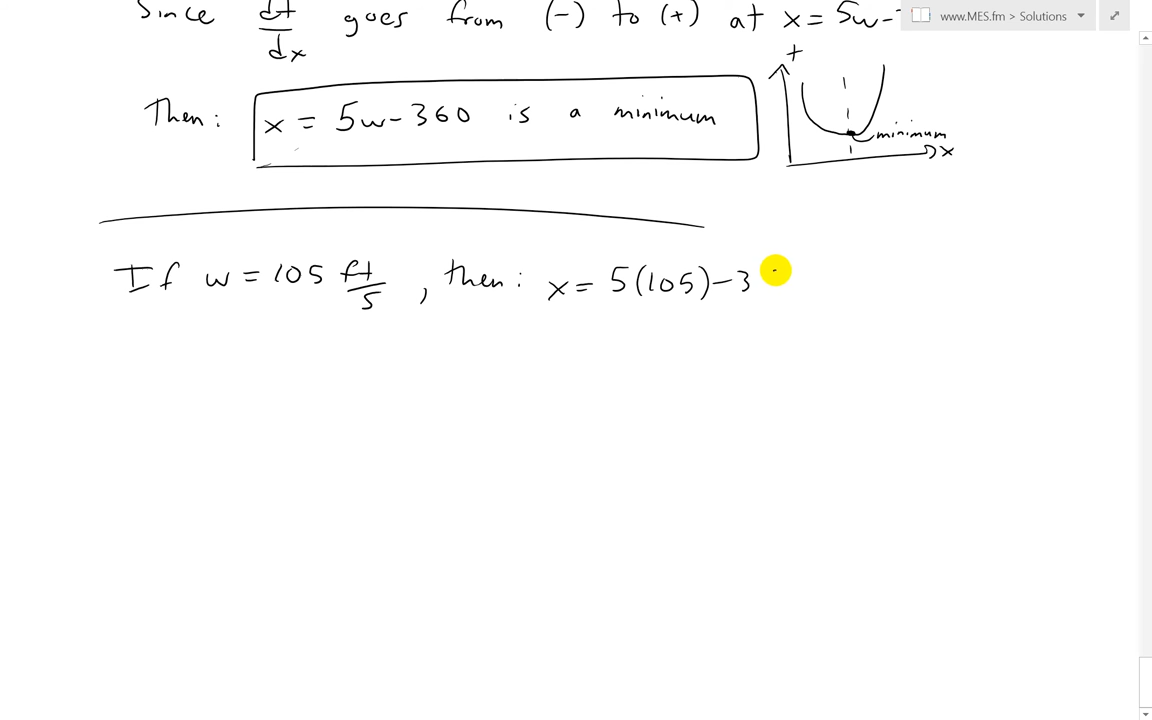 www.MES.fm > Solutions
Since dt/dx goes from (-) to (+) at x = 5w-
t
Then: x = 5w-360 is a minimum
minimum
x
If w = 105 ft/s, then: x = 5(105)-3